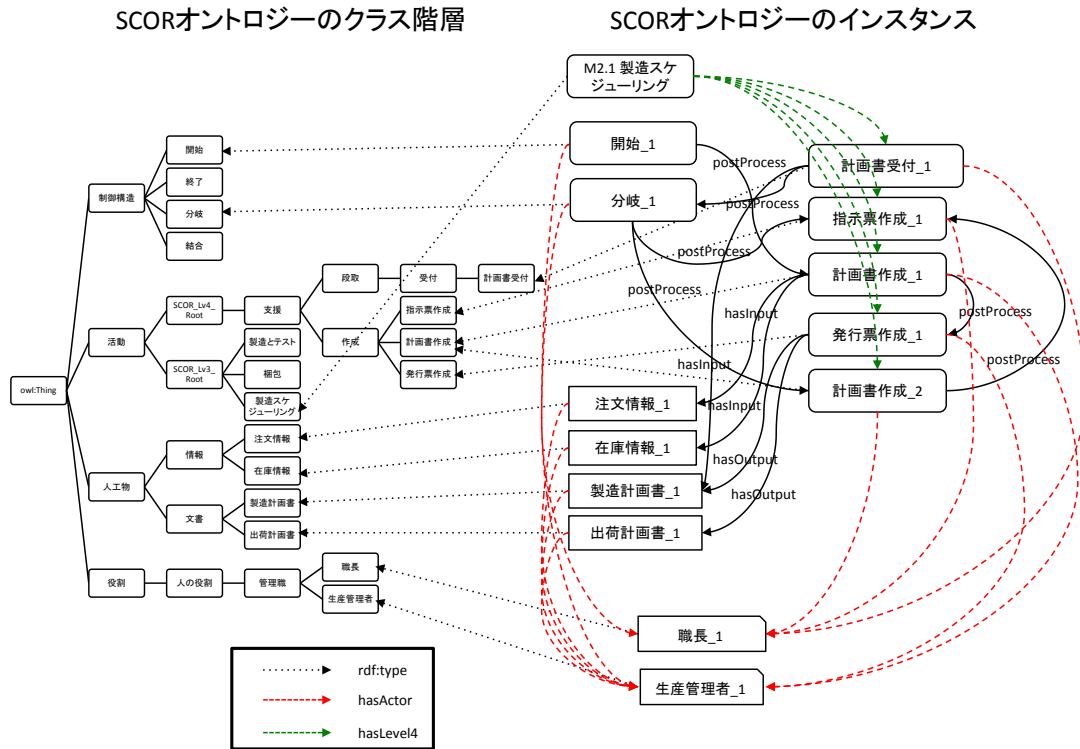 SCORオントロジーのクラス階層
SCORオントロジーのインスタンス
M2.1 製造スケ
ジューリング
開始
終了
制御構造
分岐
結合
開始_1
分岐_1
postProcess
postProcess
postProcess
postProcess
計画書受付_1
指示票作成_1
計画書作成_1
発行票作成_1
計画書作成_2
postProcess
postProcess
hasInput
hasInput
hasInput
hasOutput
hasOutput
段取
受付
計画書受付
SCOR_Lv4_
Root
支援
指示票作成
作成
計画書作成
発行票作成
活動
製造とテスト
SCOR_Lv3_
Root
梱包
製造スケ
ジューリング
owl:Thing
注文情報
情報
在庫情報
人工物
製造計画書
文書
出荷計画書
注文情報_1
在庫情報_1
製造計画書_1
出荷計画書_1
役割
人の役割
管理職
職長
生産管理者
職長_1
生産管理者_1
rdf:type
hasActor
hasLevel4